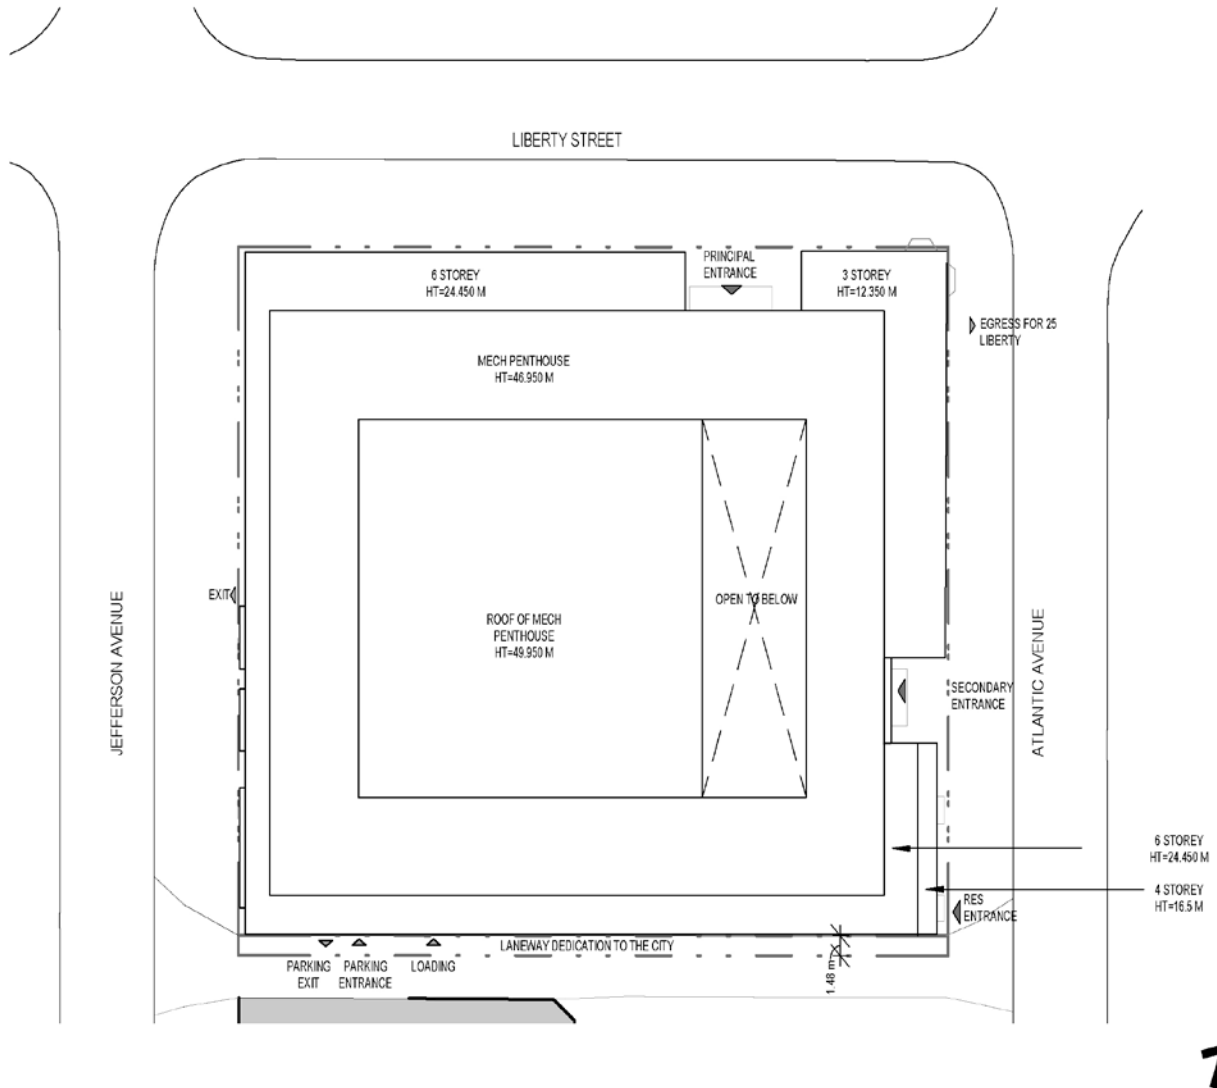 LIBERTY STREET
PRINCIPAL
ENTRANCE
6 STOREY
HT=24.450 M
3 STOREY
HT=12.350 M
EGRESS FOR 25
LIBERTY
MECH PENTHOUSE
HT=46.950 M
EXIT
OPEN TO BELOW
ROOF OF MECH
PENTHOUSE
HT=49.950 M
JEFFERSON AVENUE
ATLANTIC AVENUE
SECONDARY
ENTRANCE
6 STOREY
HT=24.450 M
4 STOREY
HT=16.5 M
RES
ENTRANCE
LANEWAY DEDICATION TO THE CITY
1.48 m
PARKING
EXIT
PARKING
ENTRANCE
LOADING